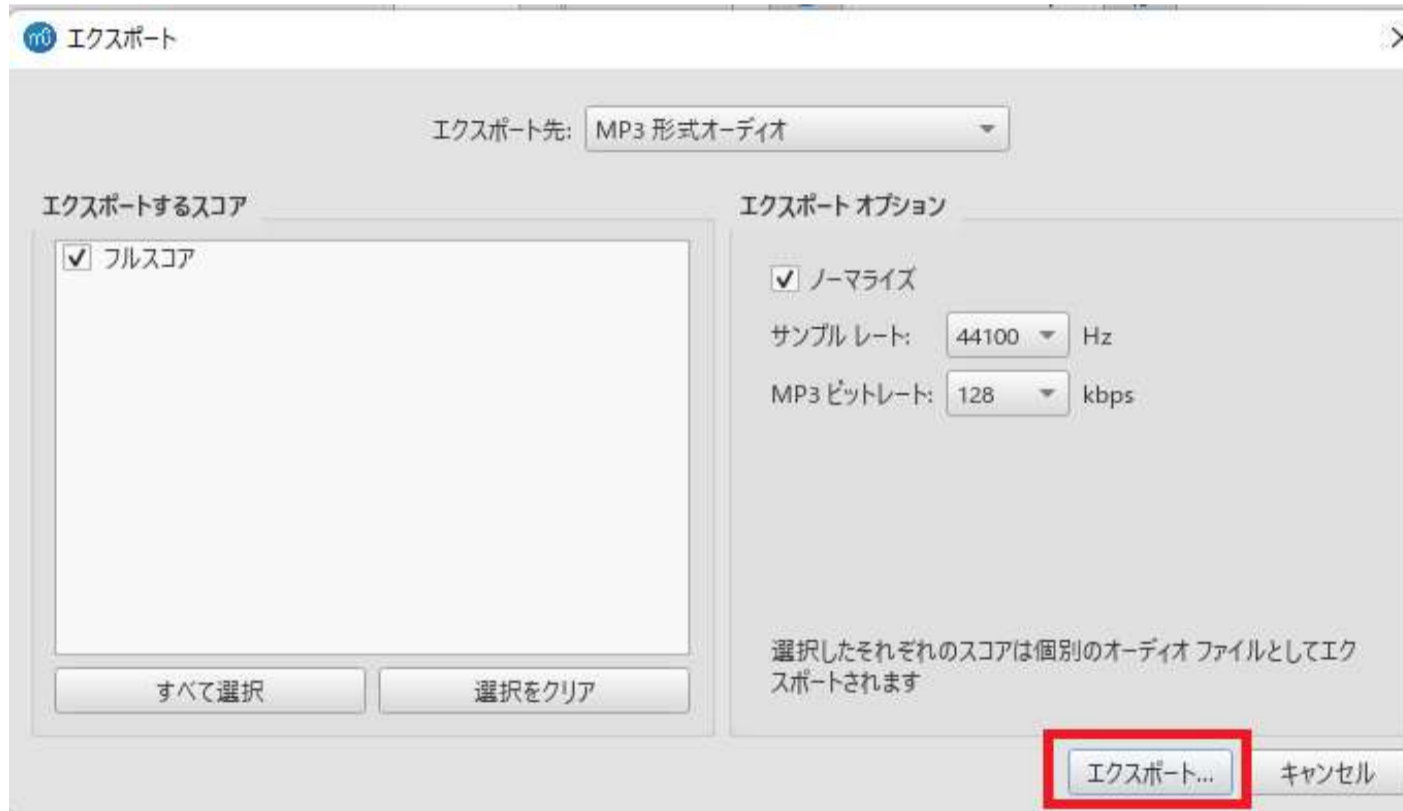 エクスポート
エクスポート先: MP3 形式オーディオ
エクスポートするスコア
フルスコア
すべて選択 選択をクリア
エクスポート オプション
ノーマライズ
サンプル レート: 44100 Hz
MP3 ビットレート: 128 kbps
選択したそれぞれのスコアは個別のオーディオ ファイルとしてエク
スポートされます
エクスポート... キャンセル